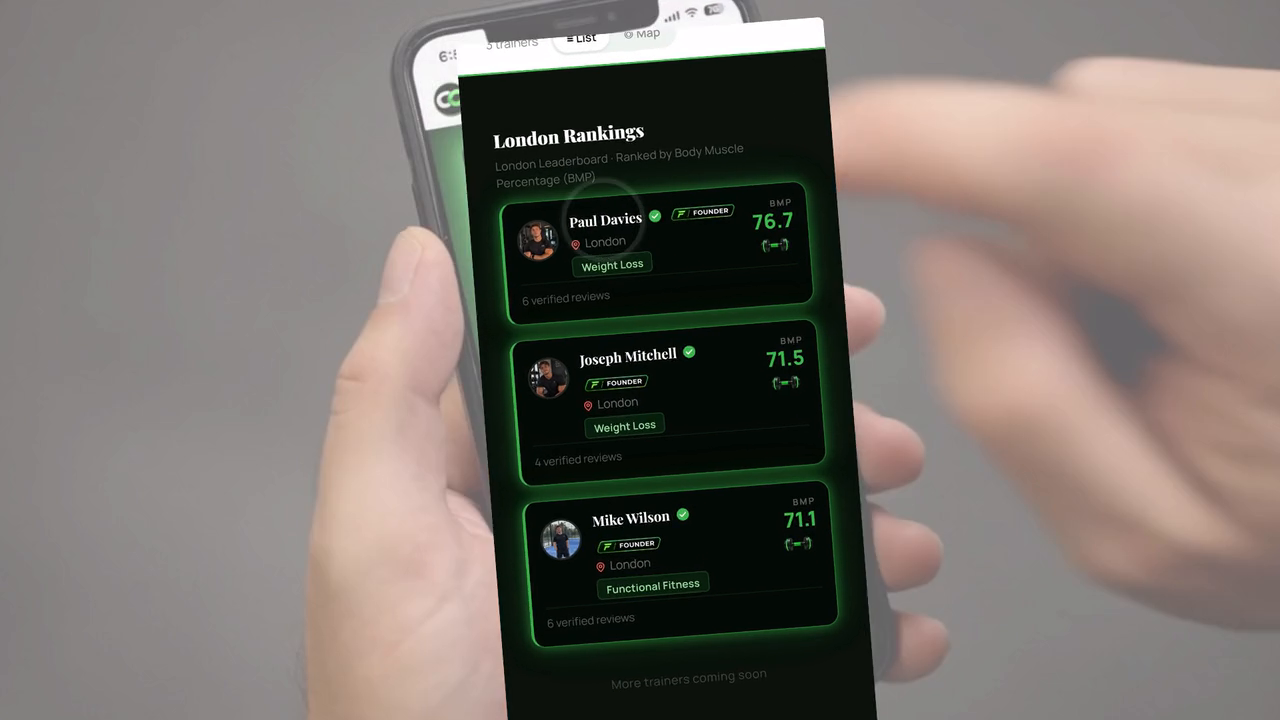 3 trainers
List
Map
London Rankings
London Leaderboard · Ranked by Body Muscle
Percentage (BMP)
Paul Davies
FOUNDER
BMP
76.7
London
Weight Loss
6 verified reviews
Joseph Mitchell
FOUNDER
BMP
71.5
London
Weight Loss
4 verified reviews
Mike Wilson
FOUNDER
BMP
71.1
London
Functional Fitness
6 verified reviews
More trainers coming soon